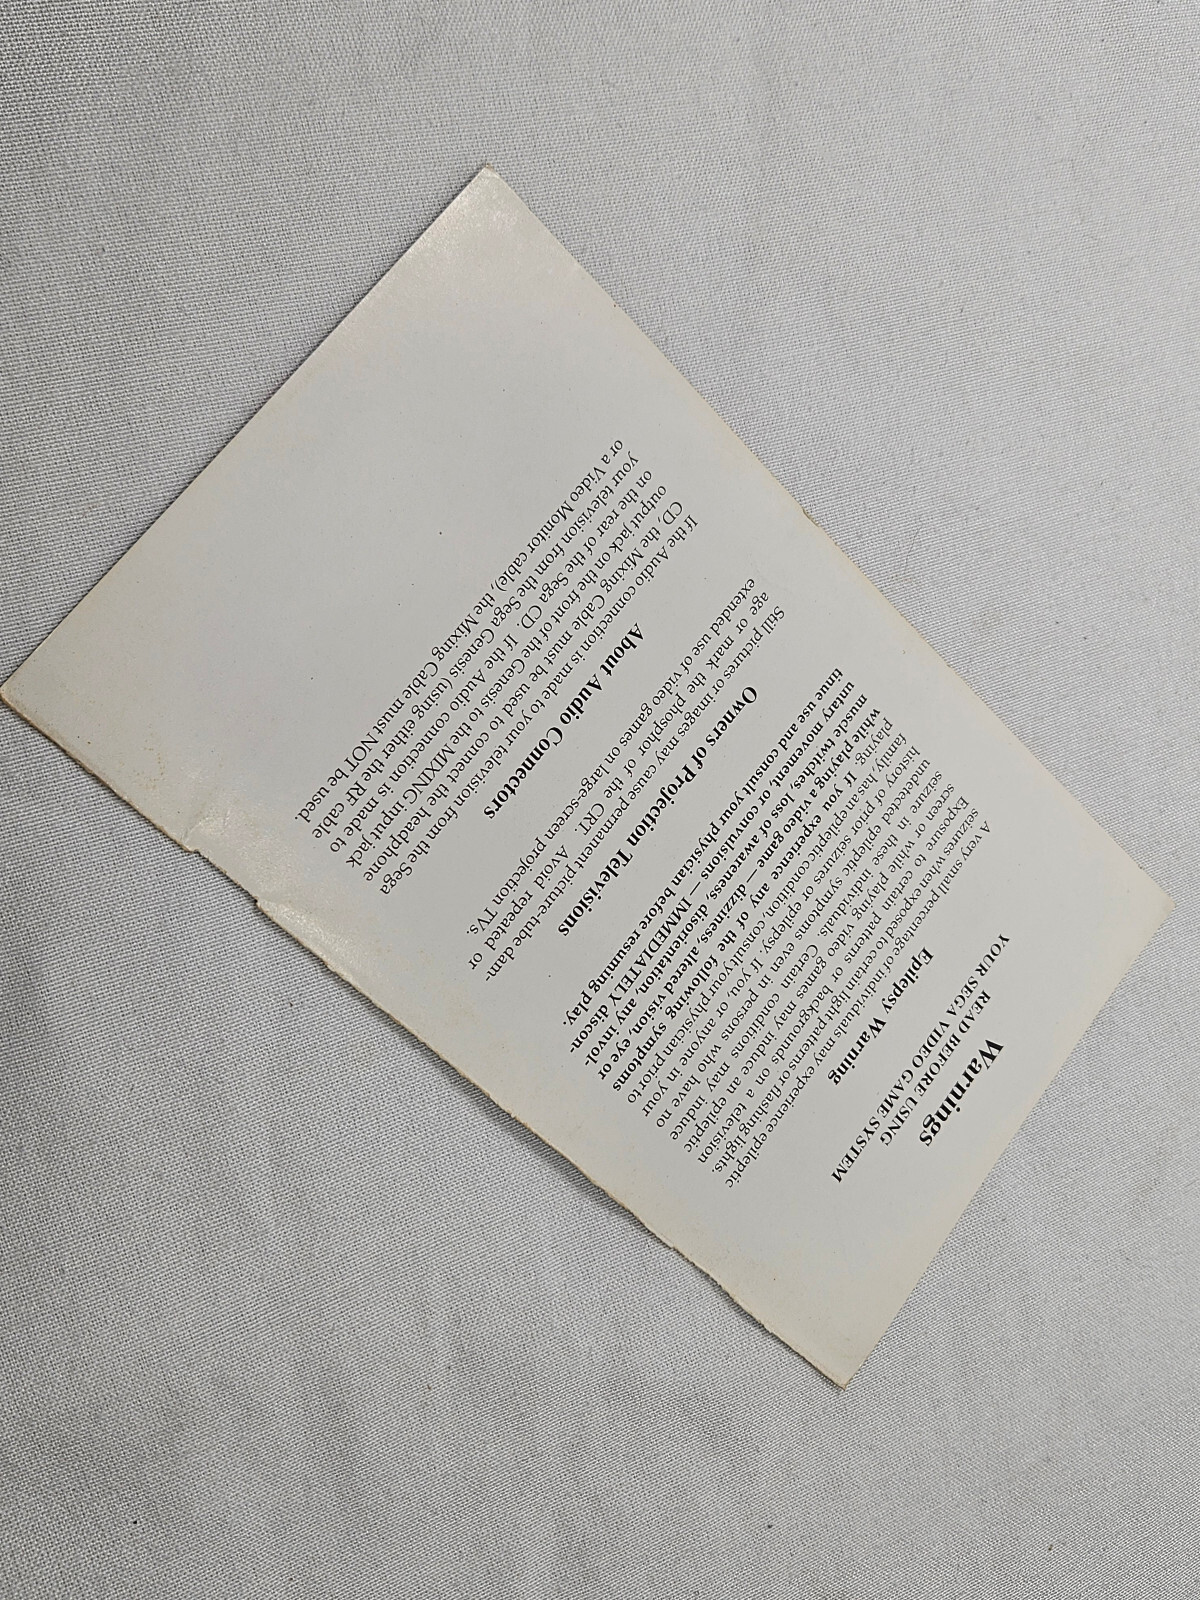 Warnings
READ BEFORE USING
YOUR SEGA VIDEO GAME SYSTEM
Epilepsy Warning
A very small percentage of individuals may experience epileptic
seizures when exposed to certain light patterns or flashing lights.
Exposure to certain patterns or backgrounds on a television
screen or while playing video games may induce an epileptic
seizure in these individuals. Certain conditions may induce
undetected epileptic symptoms even in persons who have no
history of prior seizures or epilepsy. If you, or anyone in your
family, has an epileptic condition, consult your physician prior to
playing. If you experience any of the following symptoms
while playing a video game — dizziness, altered vision, eye or
muscle twitches, loss of awareness, disorientation, any invol-
untary movement, or convulsions — IMMEDIATELY discon-
tinue use and consult your physician before resuming play.
Owners of Projection Televisions
Still pictures or images may cause permanent picture-tube dam-
age or mark the phosphor of the CRT. Avoid repeated or
extended use of video games on large-screen projection TVs.
About Audio Connectors
If the Audio connection is made to your television from the Sega
CD, the Mixing Cable must be used to connect the headphone
output jack on the front of the Genesis to the MIXING input jack
on the rear of the Sega CD. If the Audio connection is made to
your television from the Sega Genesis (using either the RF cable
or a Video Monitor cable), the Mixing Cable must NOT be used.